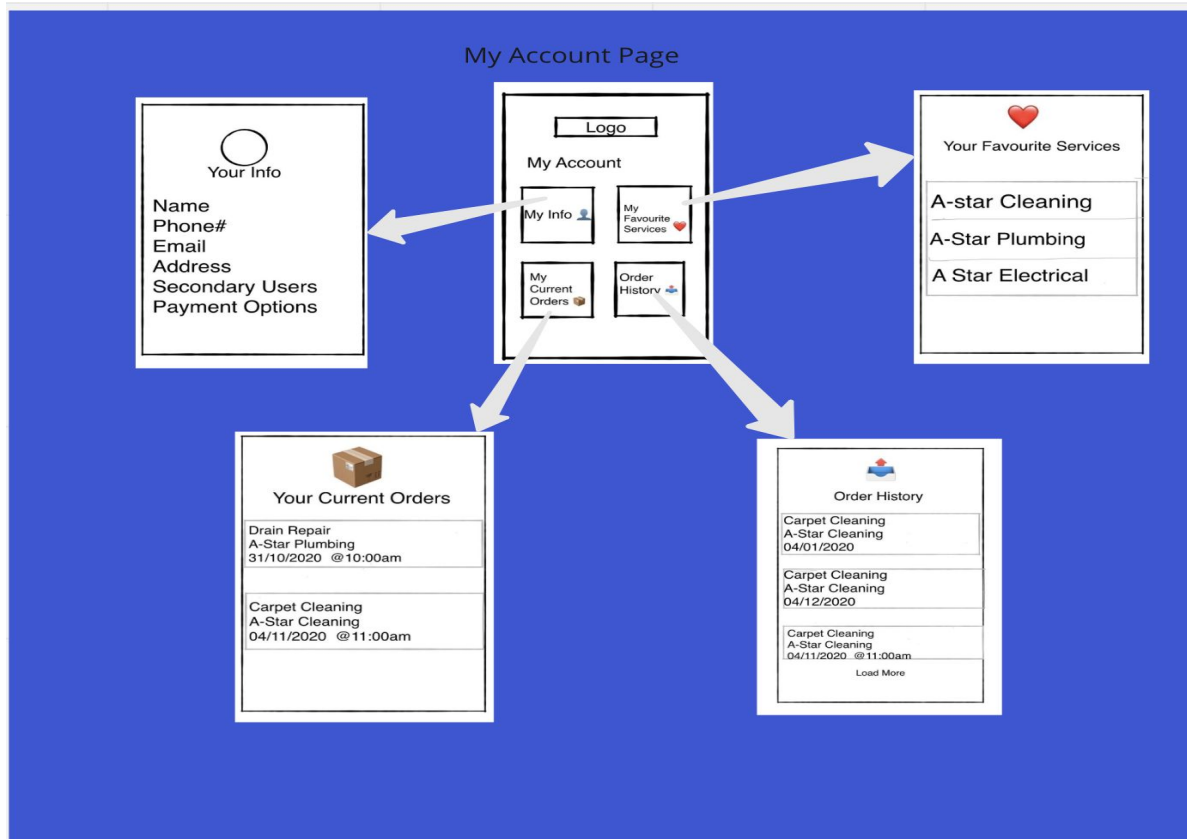 My Account Page
Logo
My Account
My Info
My
Favourite
Services
My
Current
Orders
Order
History
Your Info
Name
Phone#
Email
Address
Secondary Users
Payment Options
Your Favourite Services
A-star Cleaning
A-Star Plumbing
A Star Electrical
Your Current Orders
Drain Repair
A-Star Plumbing
31/10/2020 @10:00am
Carpet Cleaning
A-Star Cleaning
04/11/2020 @11:00am
Order History
Carpet Cleaning
A-Star Cleaning
04/01/2020
Carpet Cleaning
A-Star Cleaning
04/12/2020
Carpet Cleaning
A-Star Cleaning
04/11/2020 @11:00am
Load More